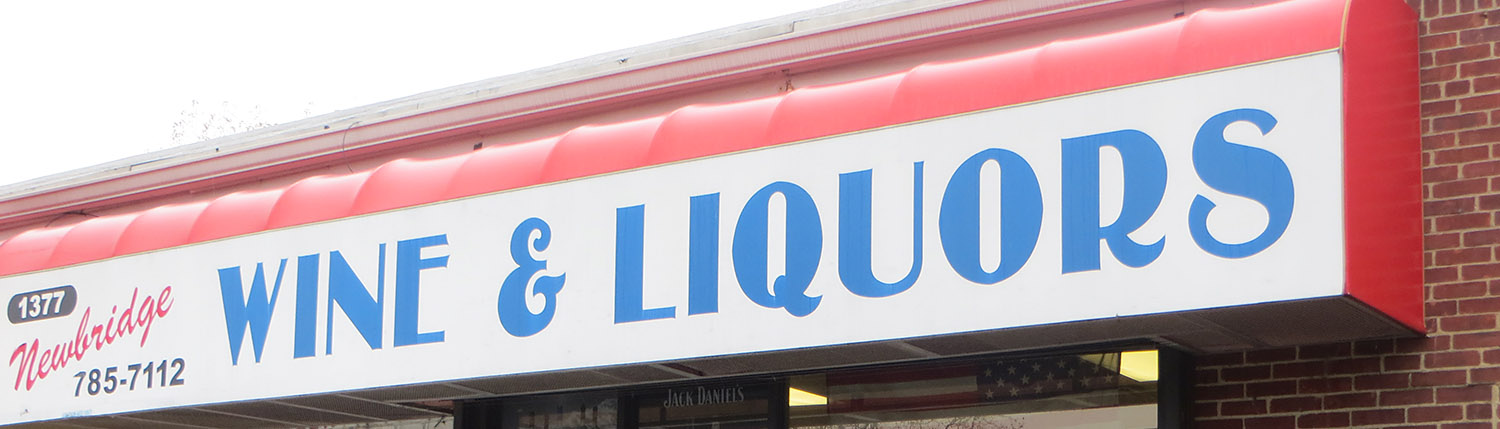 1377
Newbridge
785-7112
WINE & LIQUORS
JACK DANIEL'S